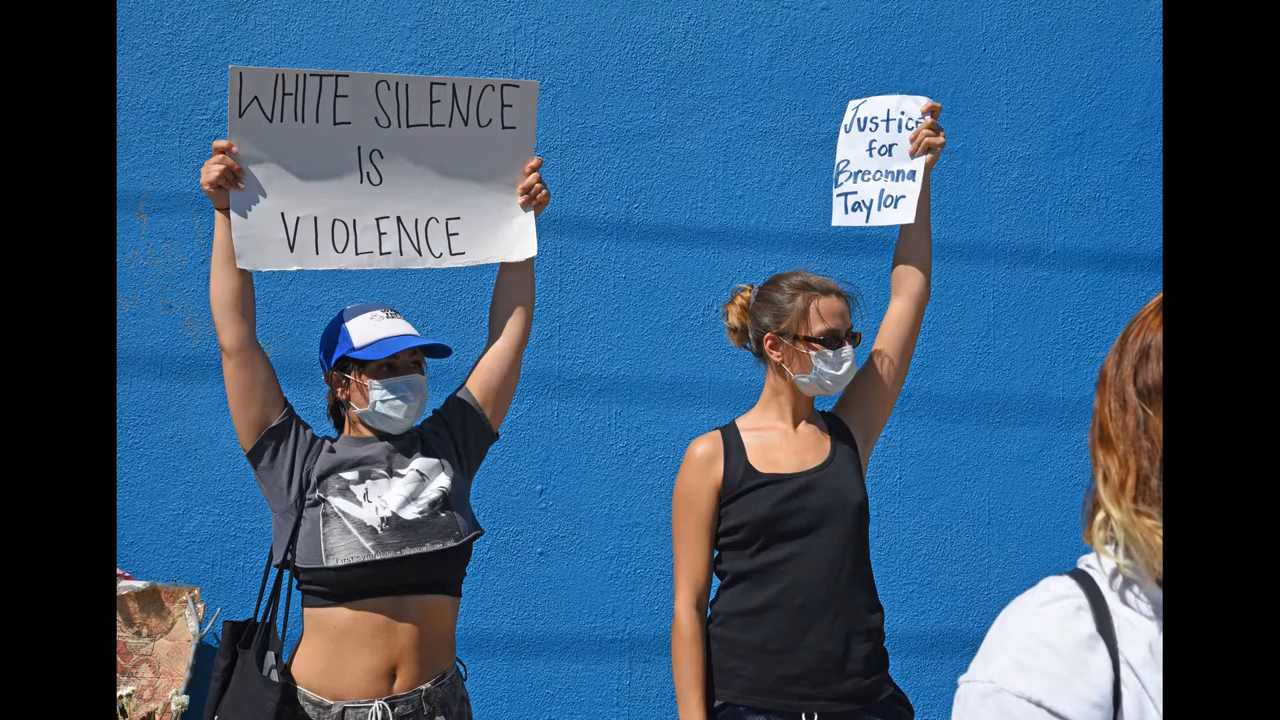 WHITE SILENCE
IS
VIOLENCE
Justice
for
Breonna
Taylor